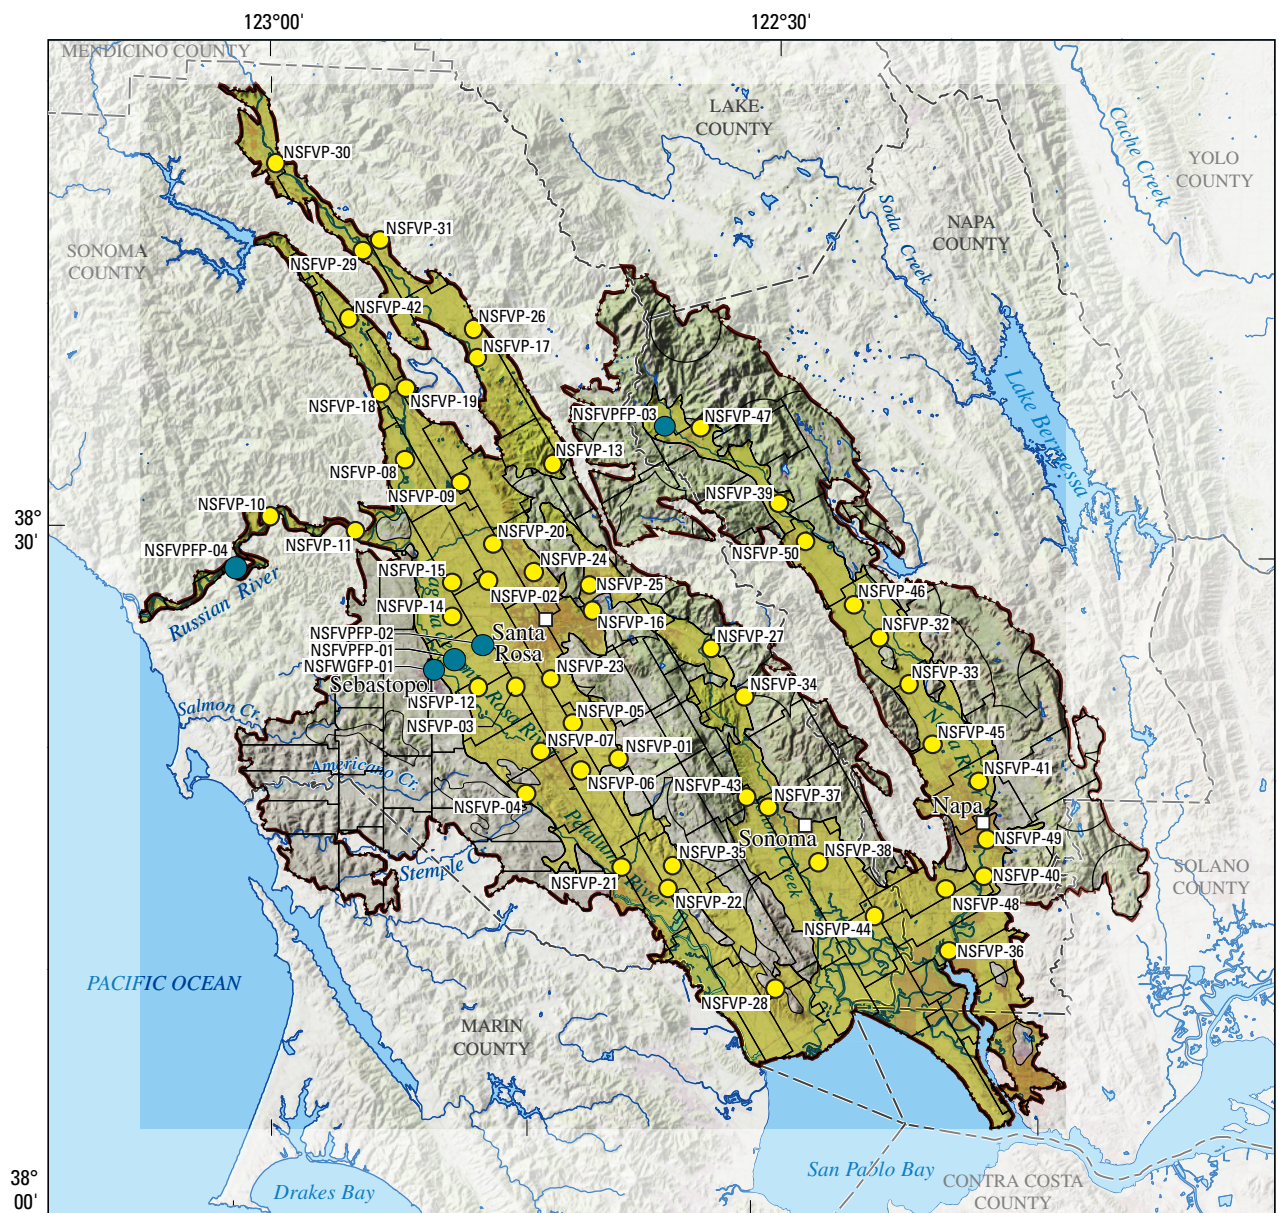 123°00'
122°30'
MENDICINO COUNTY
LAKE
COUNTY
Cache Creek
YOLO
COUNTY
NSFVP-30
Soda Creek
NAPA
COUNTY
NSFVP-31
SONOMA
COUNTY
NSFVP-29
NSFVP-42
NSFVP-26
NSFVP-17
Lake Berryessa
NSFVP-18
NSFVP-19
NSFVPFP-03
NSFVP-47
NSFVP-13
NSFVP-08
NSFVP-09
NSFVP-39
NSFVP-10
38°
30'
NSFVP-11
NSFVP-20
NSFVP-50
NSFVPFP-04
NSFVP-24
NSFVP-15
NSFVP-25
Russian River
NSFVP-02
NSFVP-46
NSFVP-14
NSFVP-16
NSFVP-32
NSFVPFP-02
Santa
Rosa
NSFVP-27
NSFVPFP-01
NSFWGFP-01
NSFVP-23
NSFVP-33
Sebastopol
NSFVP-34
NSFVP-12
Salmon Cr.
NSFVP-05
NSFVP-03
NSFVP-07
NSFVP-45
NSFVP-01
Americano Cr.
NSFVP-06
NSFVP-41
NSFVP-43
NSFVP-37
NSFVP-04
Napa
Sonoma
NSFVP-49
Petaluma River
Stemple Cr.
NSFVP-35
NSFVP-38
SOLANO
COUNTY
NSFVP-21
NSFVP-40
NSFVP-22
NSFVP-48
NSFVP-44
NSFVP-36
PACIFIC OCEAN
NSFVP-28
MARIN
COUNTY
38°
00'
San Pablo Bay
Drakes Bay
CONTRA COSTA
COUNTY